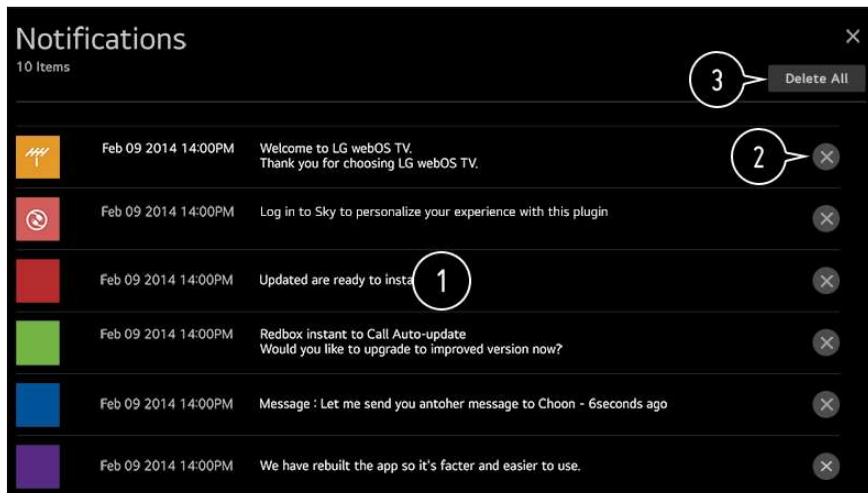 Notifications
10 Items
3
Delete All
Feb 09 2014 14:00PM
Welcome to LG webOS TV.
Thank you for choosing LG webOS TV.
2
Feb 09 2014 14:00PM
Log in to Sky to personalize your experience with this plugin
Feb 09 2014 14:00PM
Updated are ready to insta
1
Feb 09 2014 14:00PM
Redbox instant to Call Auto-update
Would you like to upgrade to improved version now?
Feb 09 2014 14:00PM
Message : Let me send you antoher message to Choon - 6seconds ago
Feb 09 2014 14:00PM
We have rebuilt the app so it's facter and easier to use.